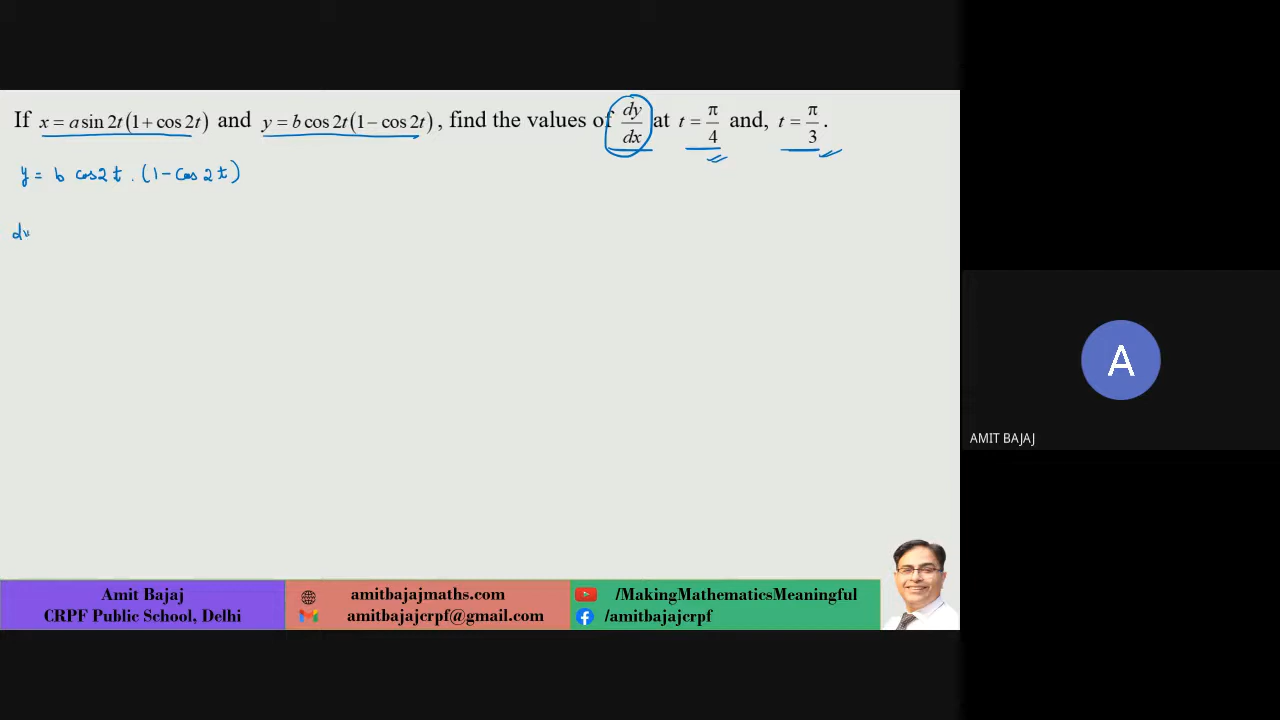 If x = a sin 2t (1 + cos 2t) and y = b cos 2t (1 − cos 2t), find the values of dy/dx at t = π/4 and, t = π/3.
y = b cos2t . (1 - cos 2t)
A
AMIT BAJAJ
Amit Bajaj
CRPF Public School, Delhi
amitbajajmaths.com
amitbajajcrpf@gmail.com
/MakingMathematicsMeaningful
/amitbajajcrpf